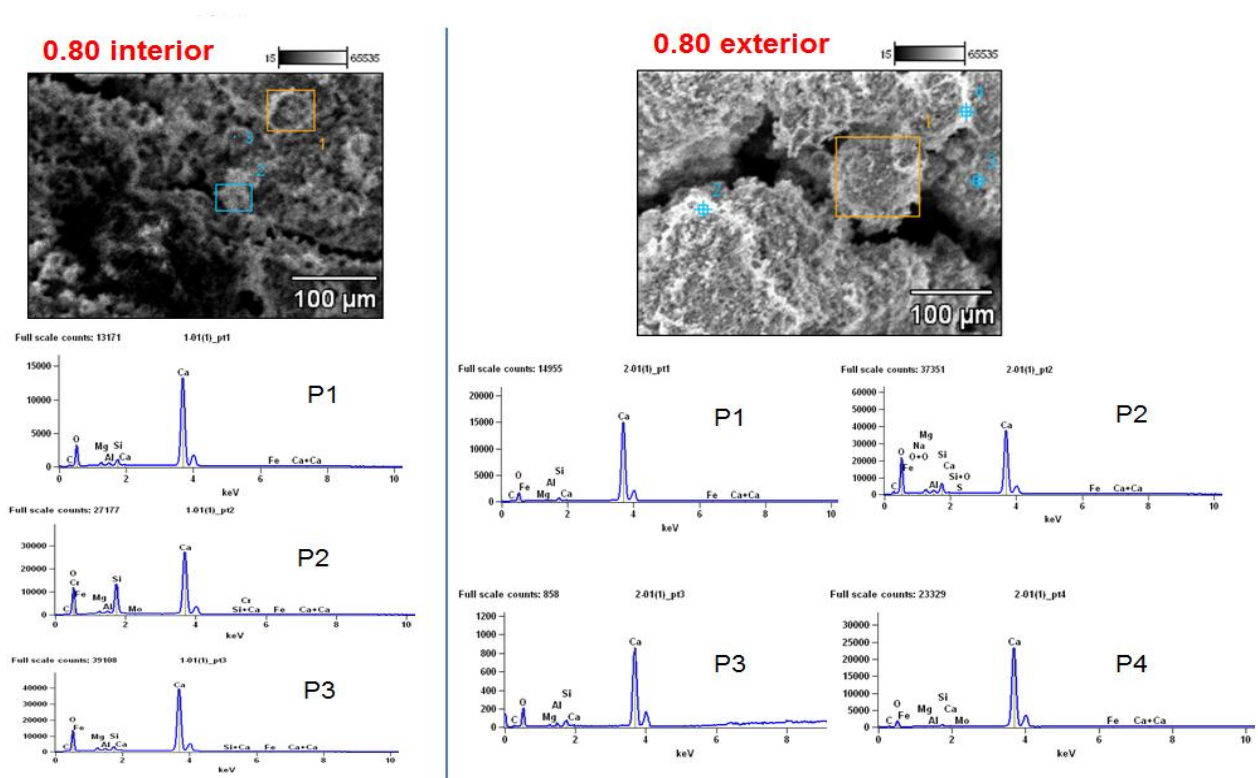 0.80 interior
15 65535
1
3
2
100 µm
Full scale counts: 13171 1-01(1)_pt1
15000
10000
5000
0
Ca
P1
O
Mg
Si
C
Al
Ca
Fe
Ca+Ca
0 2 4 6 8 10
keV
Full scale counts: 27177 1-01(1)_pt2
30000
20000
10000
0
Ca
P2
O
Cr
Fe
Si
C
Mg
Al
Mo
Cr
Si+Ca
Fe
Ca+Ca
0 2 4 6 8 10
keV
Full scale counts: 39108 1-01(1)_pt3
40000
30000
20000
10000
0
Ca
P3
O
Fe
C
Mg
Al
Si
Ca
Si+Ca
Fe
Ca+Ca
0 2 4 6 8 10
keV
0.80 exterior
15 65535
1
2
100 µm
Full scale counts: 14955 2-01(1)_pt1
20000
15000
10000
5000
0
Ca
P1
O
Fe
C
Mg
Al
Si
Ca
Fe
Ca+Ca
0 2 4 6 8 10
keV
Full scale counts: 37351 2-01(1)_pt2
60000
50000
40000
30000
20000
10000
0
Ca
P2
Mg
Na
O+O
O
Fe
C
Al
Si
Ca
Si+O
S
Fe
Ca+Ca
0 2 4 6 8 10
keV
Full scale counts: 858 2-01(1)_pt3
1200
1000
800
600
400
200
0
Ca
P3
O
C
Mg
Al
Si
Ca
0 2 4 6 8
keV
Full scale counts: 23329 2-01(1)_pt4
30000
25000
20000
15000
10000
5000
0
Ca
P4
O
Fe
C
Mg
Al
Si
Ca
Mo
Fe
Ca+Ca
0 2 4 6 8 10
keV